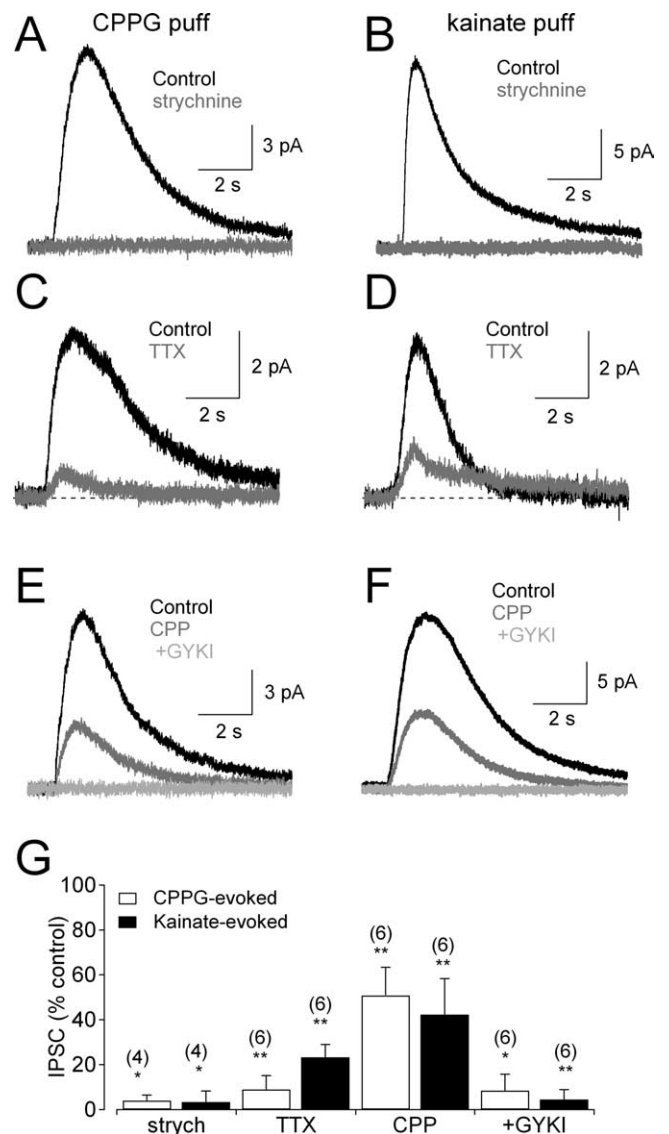 CPPG puff
kainate puff
A
Control
strychnine
3 pA
2 s
B
Control
strychnine
5 pA
2 s
C
Control
TTX
2 pA
2 s
D
Control
TTX
2 pA
2 s
E
Control
CPP
+GYKI
3 pA
2 s
F
Control
CPP
+GYKI
5 pA
2 s
G
IPSC (% control)
100
80
60
40
20
0
CPPG-evoked
Kainate-evoked
(4)
*
(4)
*
(6)
**
(6)
**
(6)
**
(6)
**
(6)
*
(6)
**
strych
TTX
CPP
+GYKI